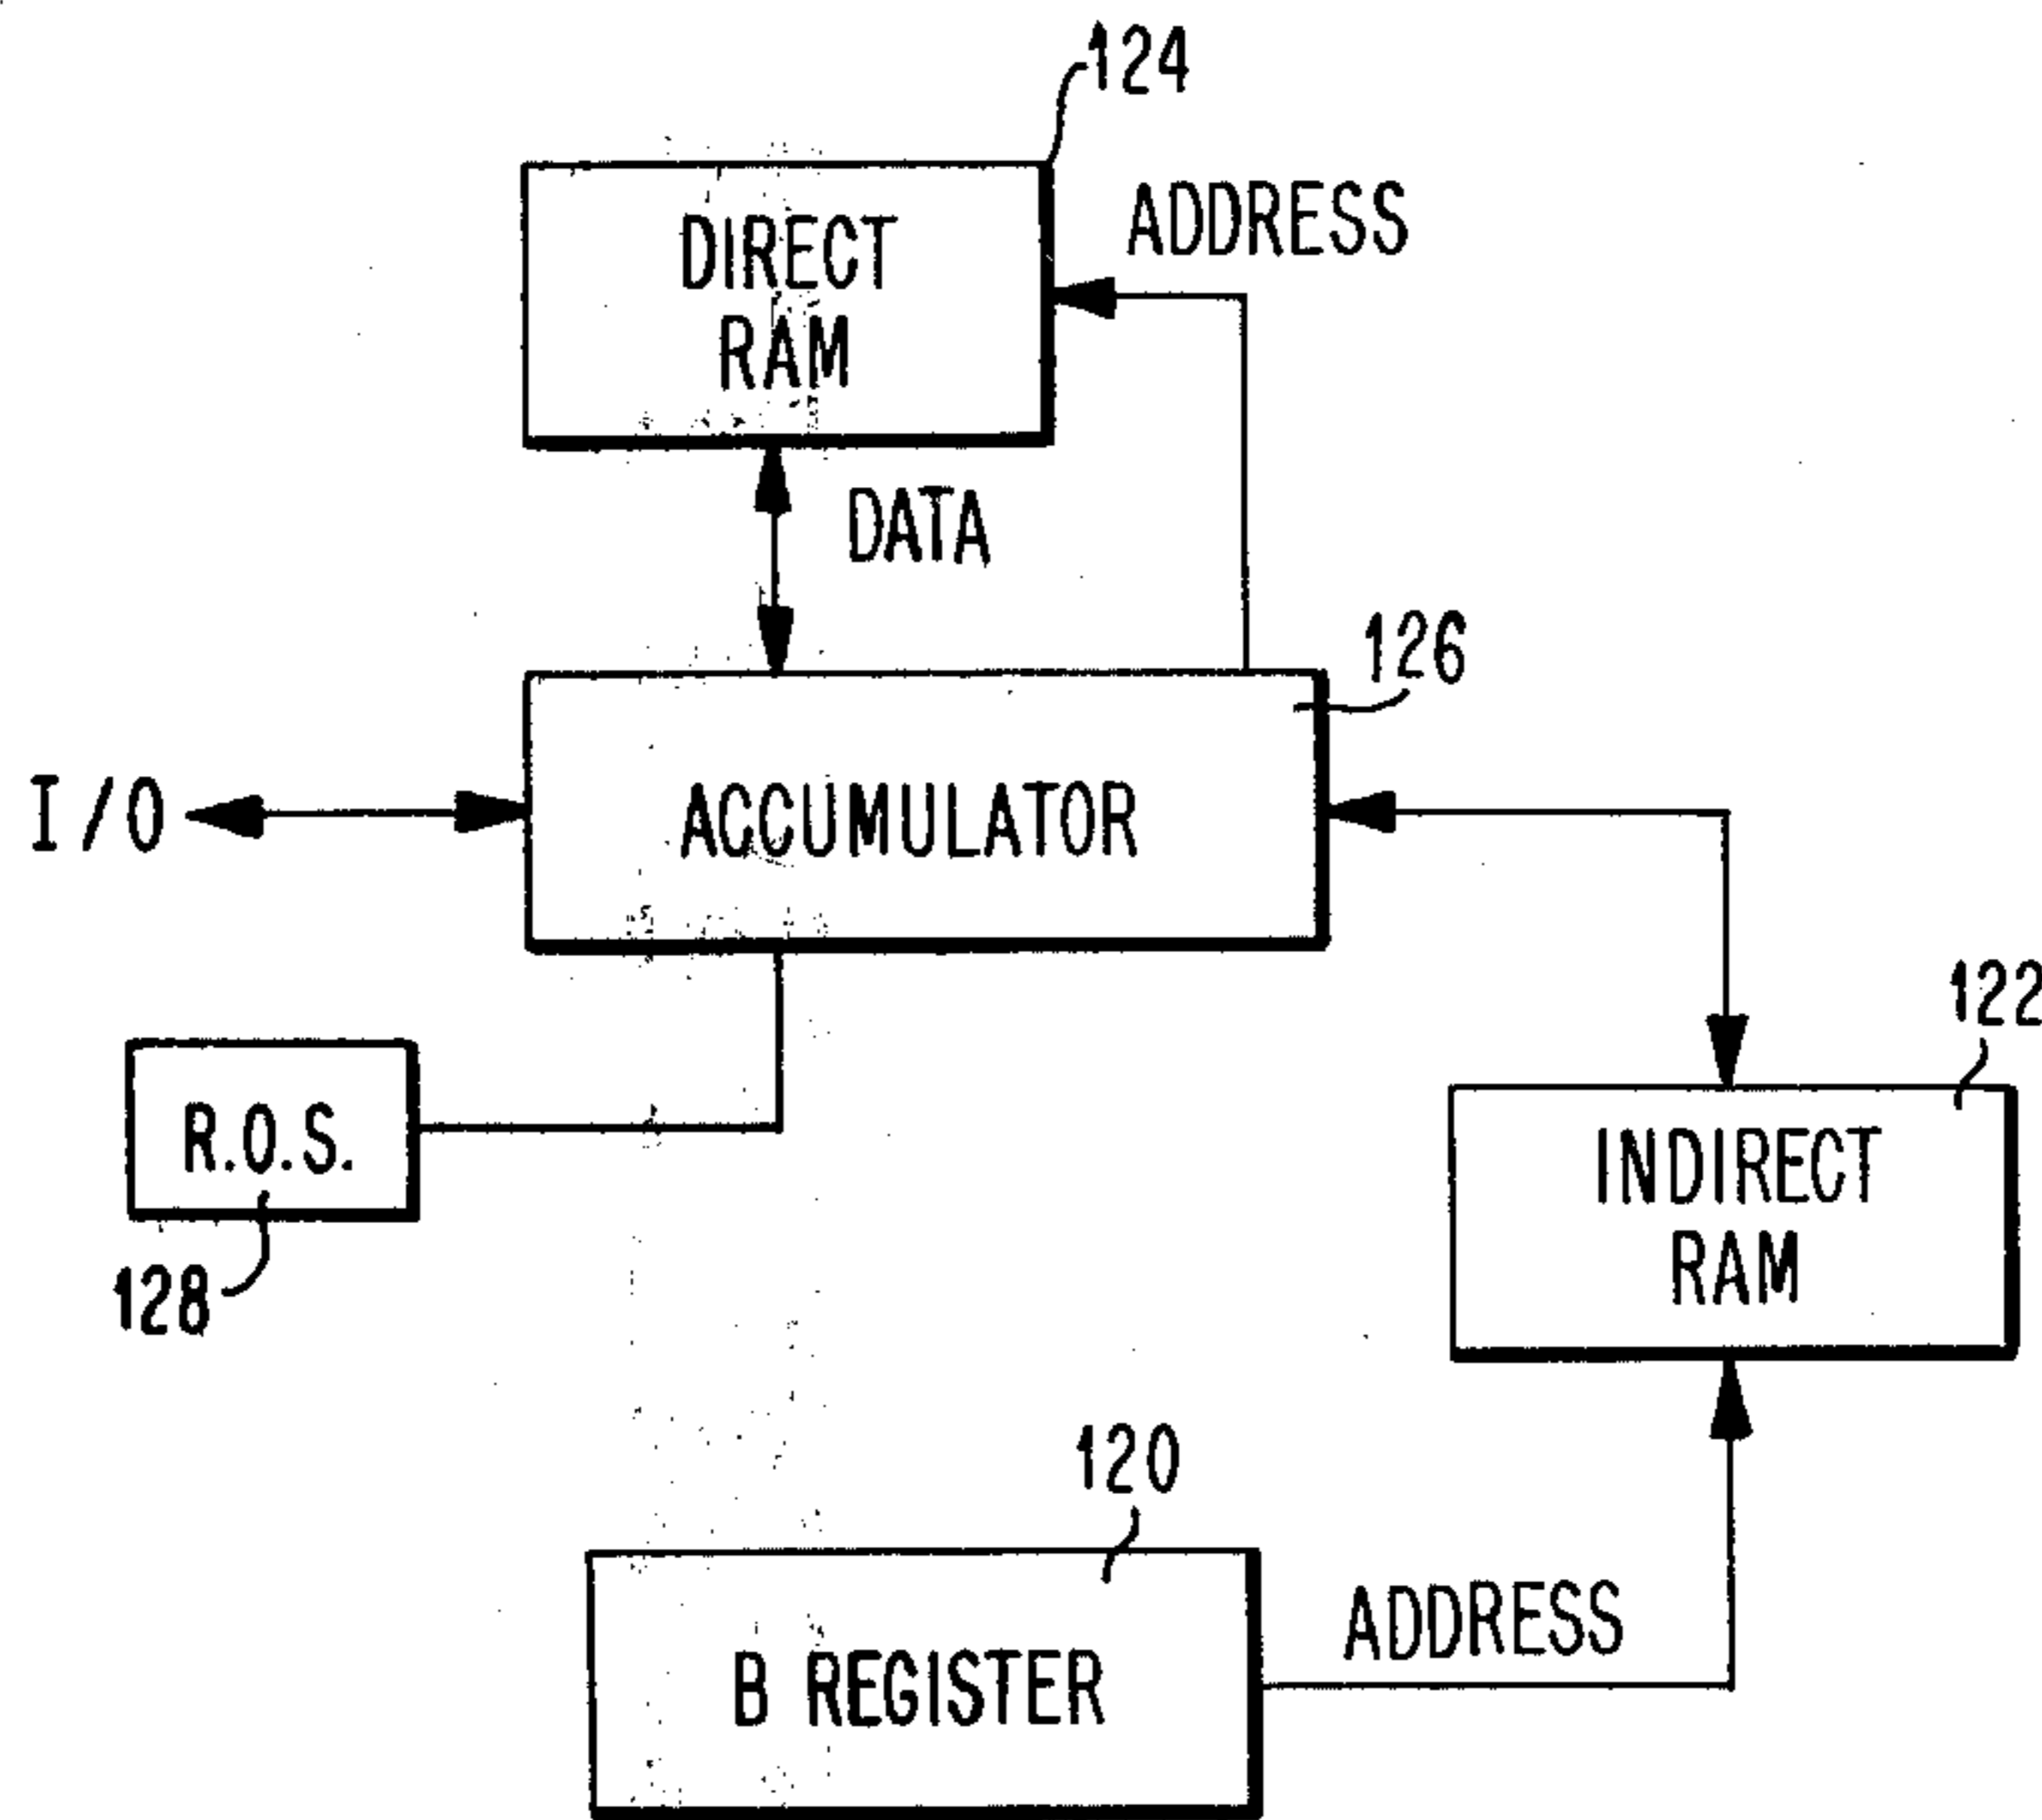 124
DIRECT
RAM
ADDRESS
DATA
126
I/O
ACCUMULATOR
122
R.O.S.
INDIRECT
RAM
128
120
ADDRESS
B REGISTER